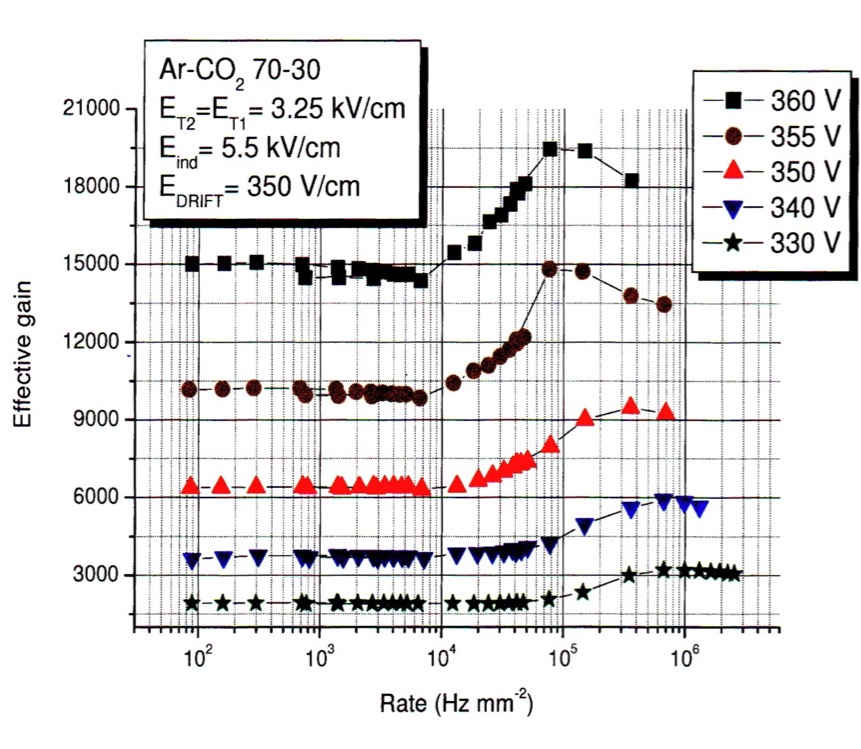 Ar-CO2 70-30
ET2=ET1= 3.25 kV/cm
Eind= 5.5 kV/cm
EDRIFT= 350 V/cm
360 V
355 V
350 V
340 V
330 V
21000
18000
15000
12000
9000
6000
3000
Effective gain
10^2
10^3
10^4
10^5
10^6
Rate (Hz mm^-2)